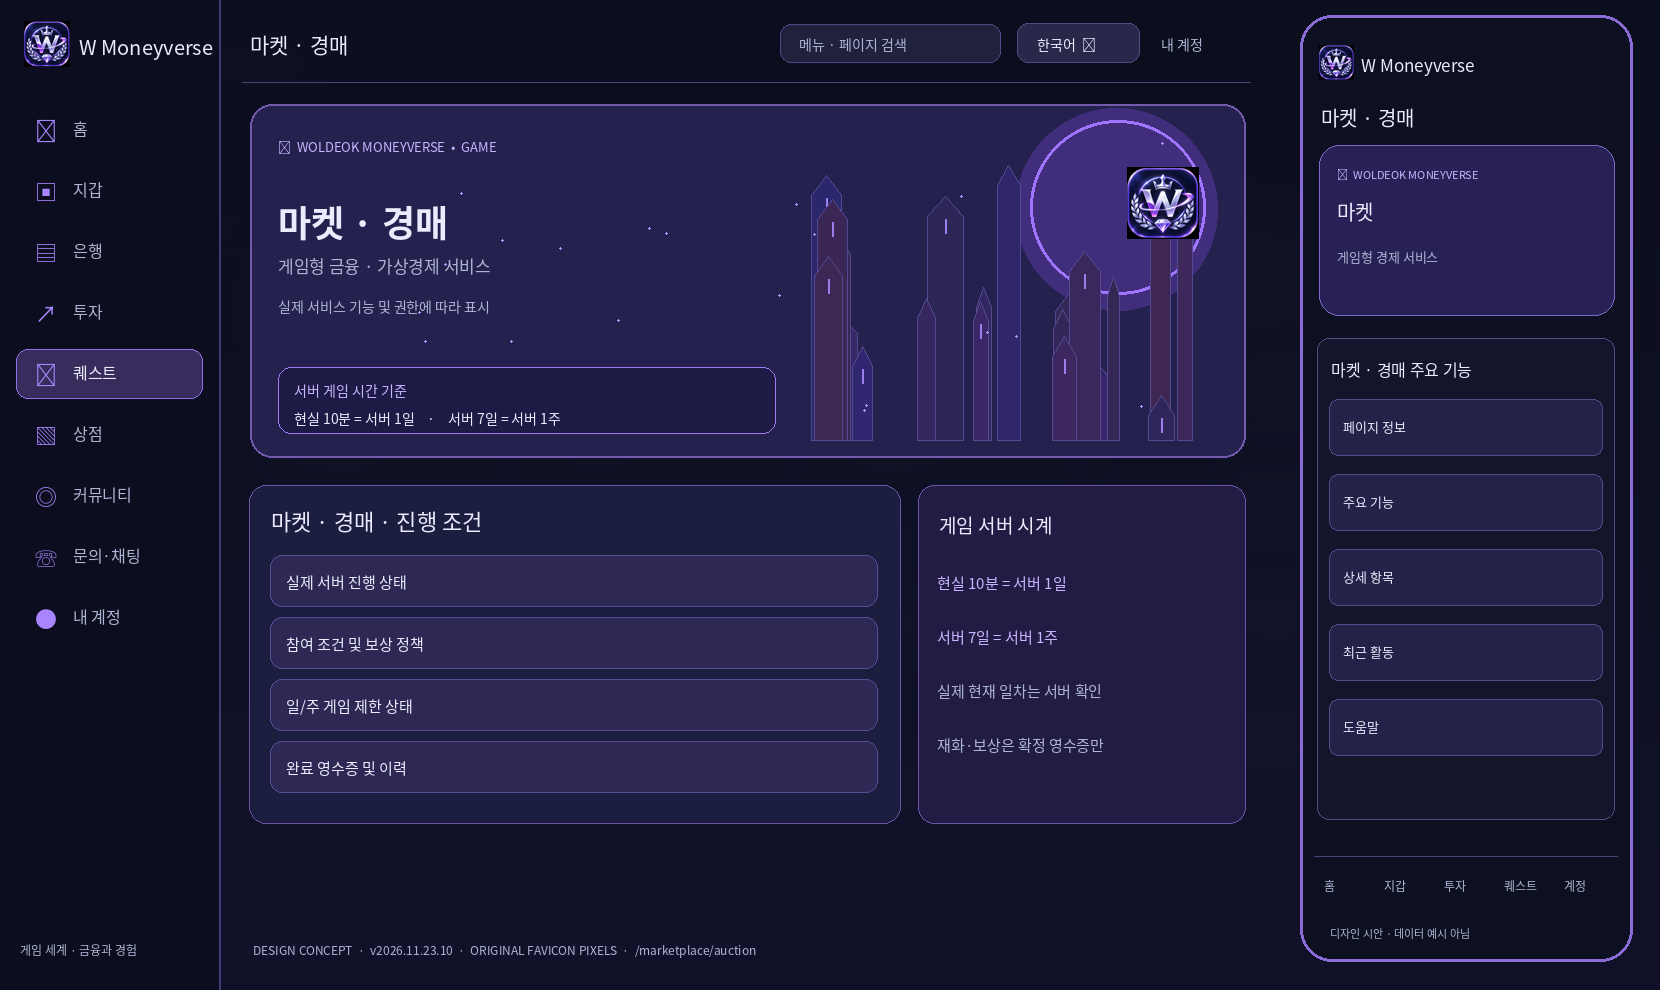 W Moneyverse
홈
지갑
은행
투자
퀘스트
상점
커뮤니티
문의·채팅
내 계정
게임 세계 · 금융과 경험
마켓 · 경매
메뉴 · 페이지 검색
한국어
내 계정
WOLDEOK MONEYVERSE • GAME
마켓 · 경매
게임형 금융 · 가상경제 서비스
실제 서비스 기능 및 권한에 따라 표시
서버 게임 시간 기준
현실 10분 = 서버 1일 · 서버 7일 = 서버 1주
마켓 · 경매 · 진행 조건
실제 서버 진행 상태
참여 조건 및 보상 정책
일/주 게임 제한 상태
완료 영수증 및 이력
게임 서버 시계
현실 10분 = 서버 1일
서버 7일 = 서버 1주
실제 현재 일차는 서버 확인
재화·보상은 확정 영수증만
DESIGN CONCEPT · v2026.11.23.10 · ORIGINAL FAVICON PIXELS · /marketplace/auction
W Moneyverse
마켓 · 경매
WOLDEOK MONEYVERSE
마켓
게임형 경제 서비스
마켓 · 경매 주요 기능
페이지 정보
주요 기능
상세 항목
최근 활동
도움말
홈 지갑 투자 퀘스트 계정
디자인 시안 · 데이터 예시 아님